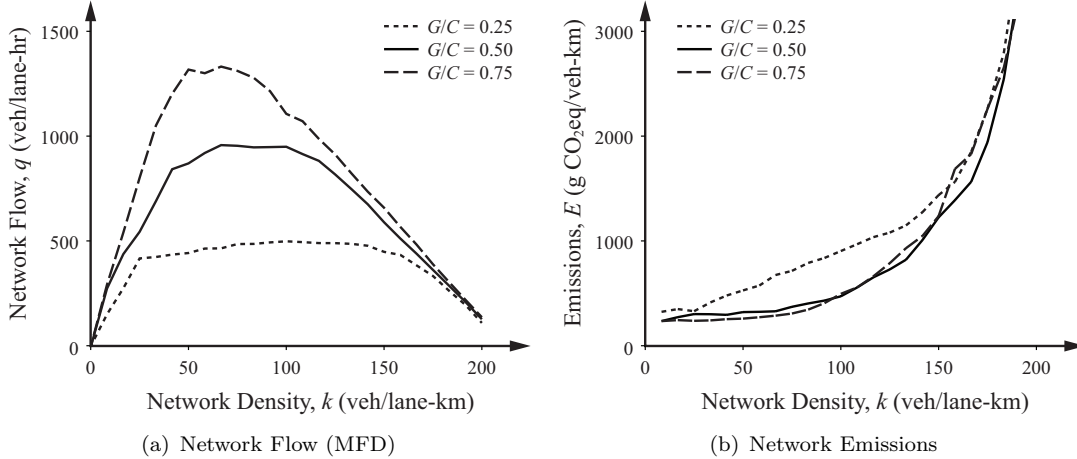 Network Flow, q (veh/lane-hr)
1500
1000
500
0
0 50 100 150 200
G/C = 0.25
G/C = 0.50
G/C = 0.75
Network Density, k (veh/lane-km)
(a) Network Flow (MFD)
Emissions, E (g CO₂eq/veh-km)
3000
2000
1000
0
0 50 100 150 200
G/C = 0.25
G/C = 0.50
G/C = 0.75
Network Density, k (veh/lane-km)
(b) Network Emissions